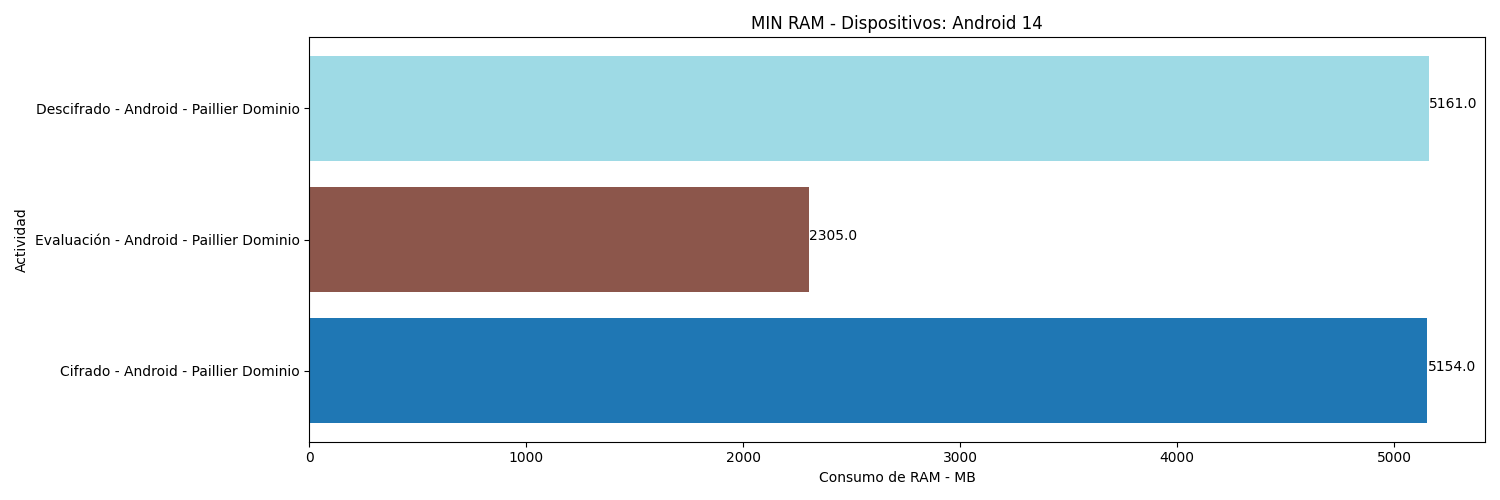 MIN RAM - Dispositivos: Android 14
Actividad
Descifrado - Android - Paillier Dominio
5161.0
Evaluación - Android - Paillier Dominio
2305.0
Cifrado - Android - Paillier Dominio
5154.0
0 1000 2000 3000 4000 5000
Consumo de RAM - MB